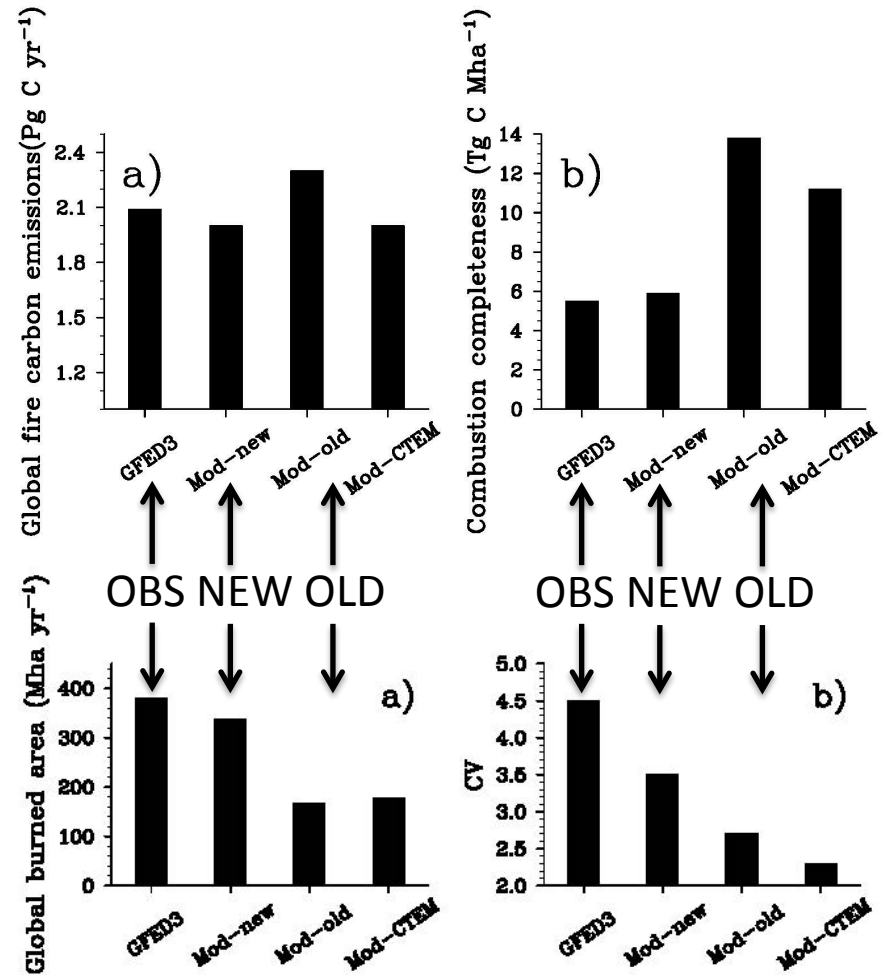 Global fire carbon emissions(Pg C yr⁻¹)
2.4
2.1
1.8
1.5
1.2
a)
GFED3
Mod-new
Mod-old
Mod-CTEM
Combustion completeness (Tg C Mha⁻¹)
14
12
10
8
6
4
2
0
b)
GFED3
Mod-new
Mod-old
Mod-CTEM
OBS NEW OLD
OBS NEW OLD
Global burned area (Mha yr⁻¹)
400
300
200
100
0
a)
GFED3
Mod-new
Mod-old
Mod-CTEM
CV
5.0
4.5
4.0
3.5
3.0
2.5
2.0
b)
GFED3
Mod-new
Mod-old
Mod-CTEM